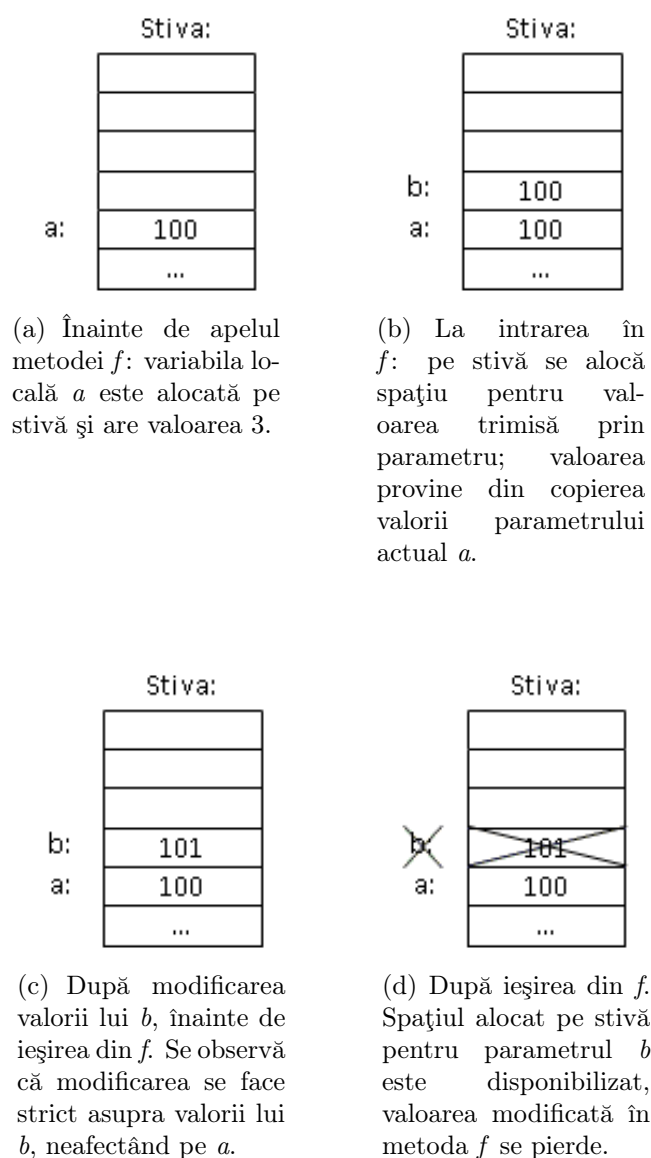 Stiva:
a:
100
...
(a) Înainte de apelul
metodei f: variabila lo-
cală a este alocată pe
stivă şi are valoarea 3.
Stiva:
b:
100
a:
100
...
(b) La intrarea în
f: pe stivă se alocă
spaţiu pentru val-
oarea trimisă prin
parametru; valoarea
provine din copierea
valorii parametrului
actual a.
Stiva:
b:
101
a:
100
...
(c) După modificarea
valorii lui b, înainte de
ieşirea din f. Se observă
că modificarea se face
strict asupra valorii lui
b, neafectând pe a.
Stiva:
b:
101
a:
100
...
(d) După ieşirea din f.
Spaţiul alocat pe stivă
pentru parametrul b
este disponibilizat,
valoarea modificată în
metoda f se pierde.